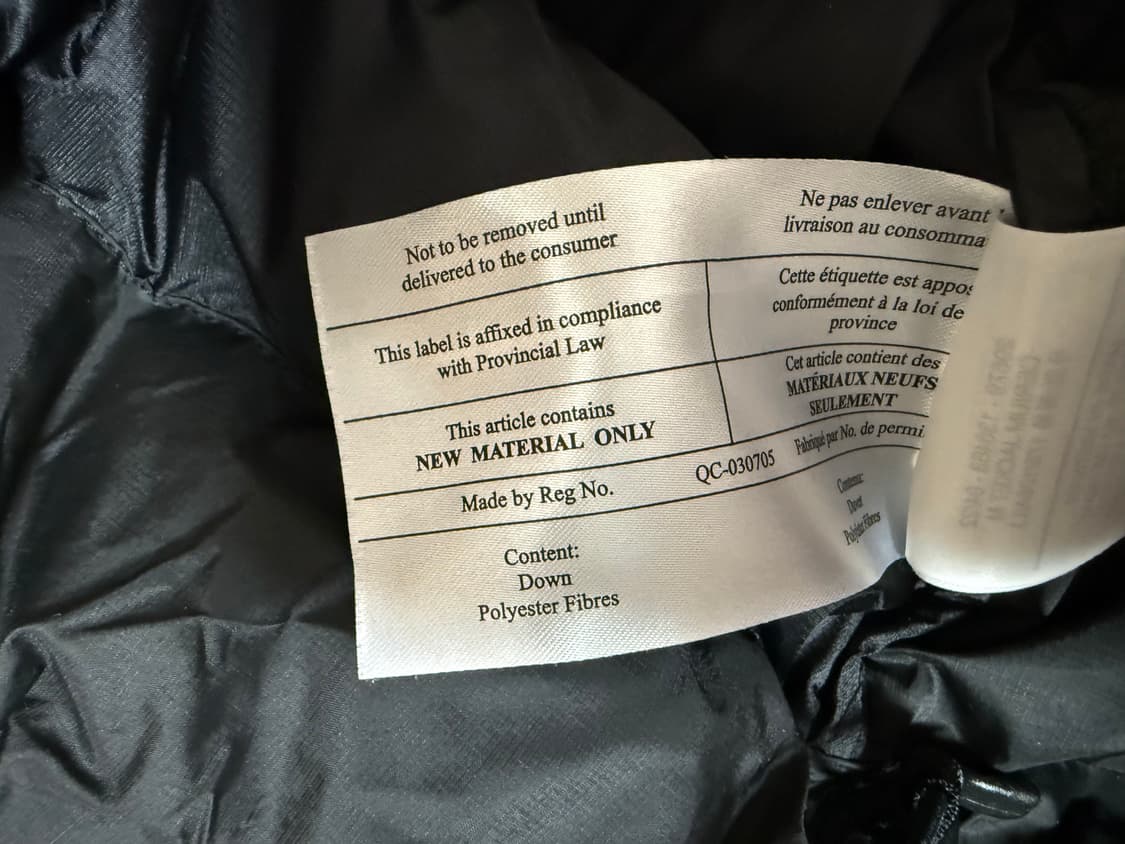 Not to be removed until
delivered to the consumer
Ne pas enlever avant
livraison au consomma
This label is affixed in compliance
with Provincial Law
Cette étiquette est appos
conformément à la loi de
province
This article contains
NEW MATERIAL ONLY
Cet article contient des
MATÉRIAUX NEUFS
SEULEMENT
Made by Reg No.
QC-030705
Fabriqué par No. de permi
Content:
Down
Polyester Fibres
Contenu: